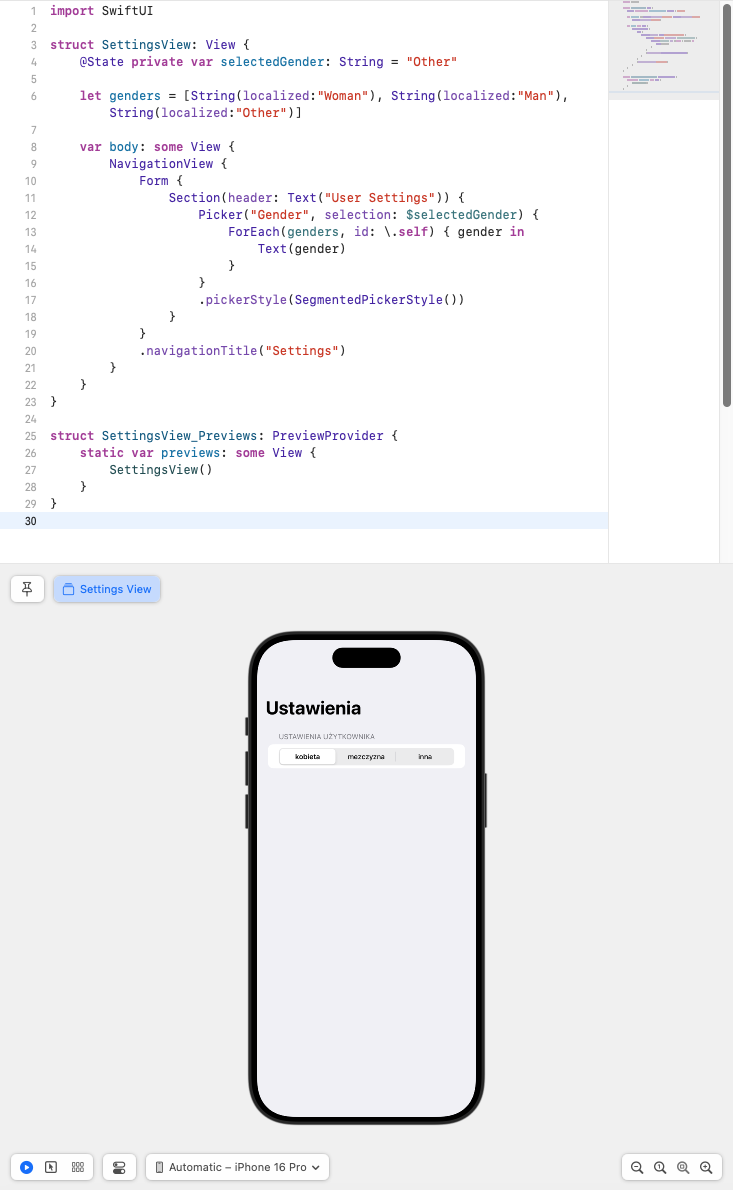 1 import SwiftUI
2
3 struct SettingsView: View {
4 @State private var selectedGender: String = "Other"
5
6 let genders = [String(localized:"Woman"), String(localized:"Man"),
String(localized:"Other")]
7
8 var body: some View {
9 NavigationView {
10 Form {
11 Section(header: Text("User Settings")) {
12 Picker("Gender", selection: $selectedGender) {
13 ForEach(genders, id: \.self) { gender in
14 Text(gender)
15 }
16 }
17 .pickerStyle(SegmentedPickerStyle())
18 }
19 }
20 .navigationTitle("Settings")
21 }
22 }
23 }
24
25 struct SettingsView_Previews: PreviewProvider {
26 static var previews: some View {
27 SettingsView()
28 }
29 }
30
Settings View
Ustawienia
USTAWIENIA UŻYTKOWNIKA
kobieta mezczyzna inna
Automatic – iPhone 16 Pro